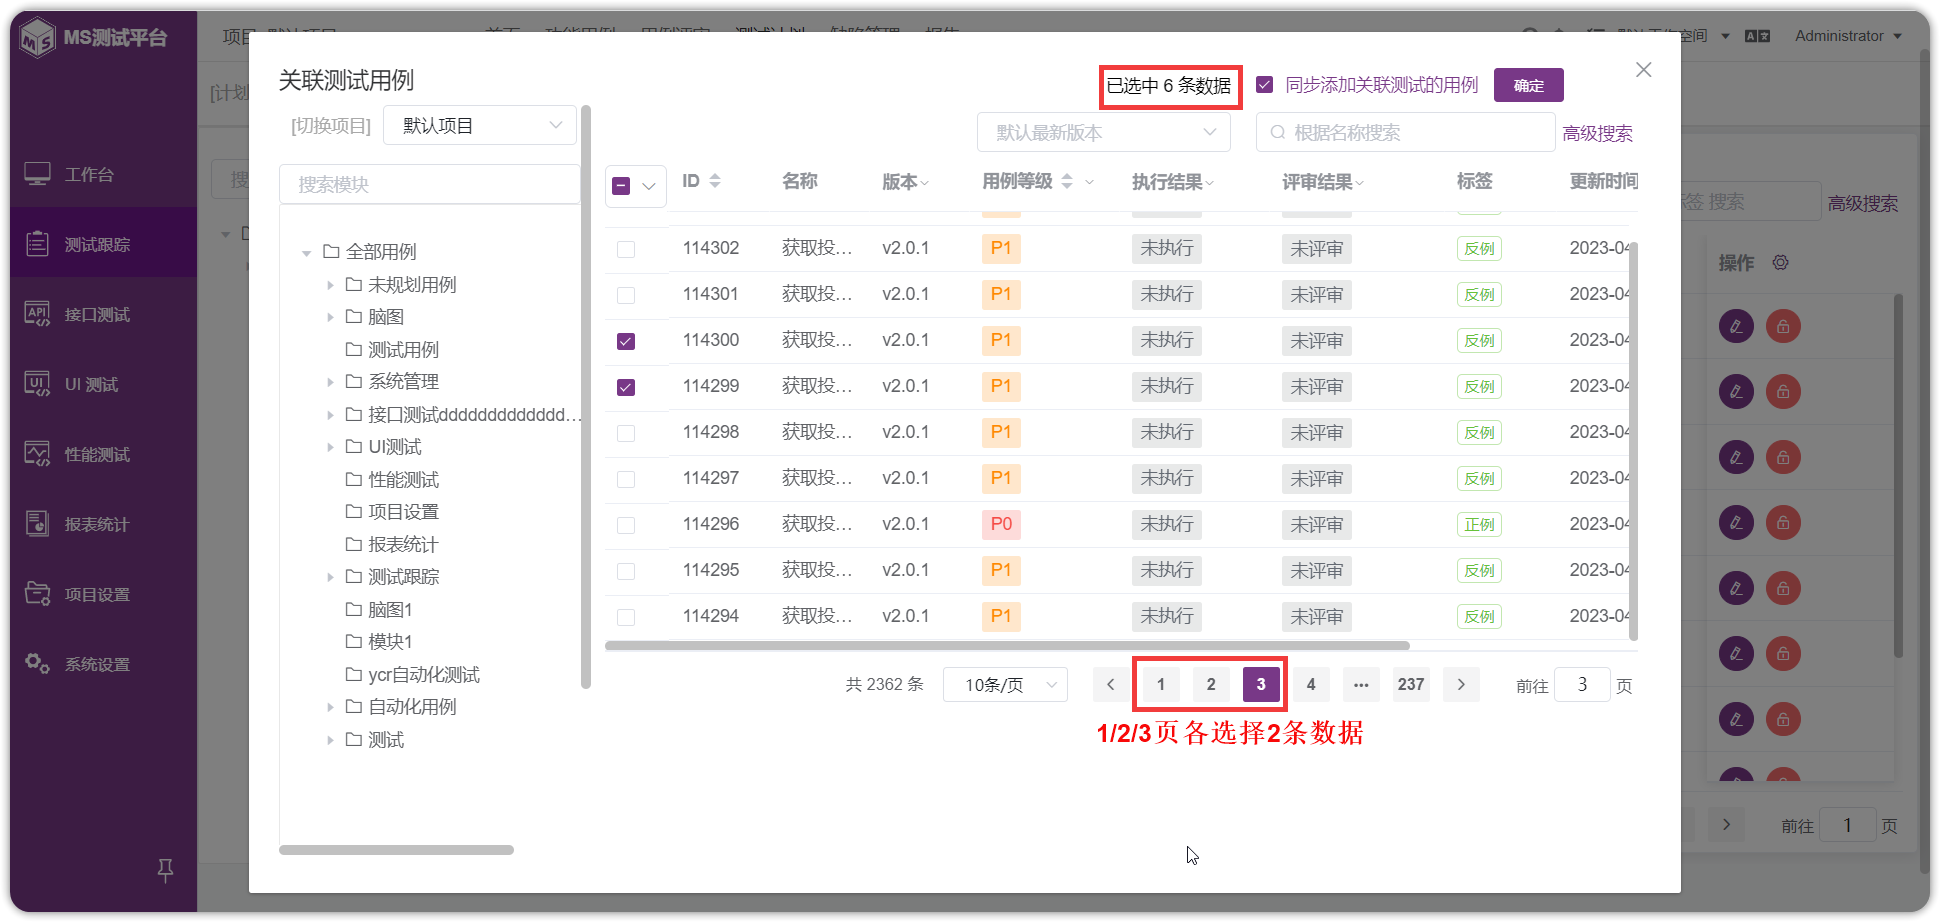 MS测试平台
默认工作空间
Administrator
关联测试用例
已选中 6 条数据
同步添加关联测试的用例
确定
[切换项目]
默认项目
默认最新版本
根据名称搜索
高级搜索
搜索模块
ID
名称
版本
用例等级
执行结果
评审结果
标签
更新时间
工作台
测试跟踪
接口测试
UI 测试
性能测试
报表统计
项目设置
系统设置
[计划
搜
全部用例
未规划用例
脑图
测试用例
系统管理
接口测试ddddddddddddd...
UI测试
性能测试
项目设置
报表统计
测试跟踪
脑图1
模块1
ycr自动化测试
自动化用例
测试
114302 获取投... v2.0.1 P1 未执行 未评审 反例 2023-04
114301 获取投... v2.0.1 P1 未执行 未评审 反例 2023-04
114300 获取投... v2.0.1 P1 未执行 未评审 反例 2023-04
114299 获取投... v2.0.1 P1 未执行 未评审 反例 2023-04
114298 获取投... v2.0.1 P1 未执行 未评审 反例 2023-04
114297 获取投... v2.0.1 P1 未执行 未评审 反例 2023-04
114296 获取投... v2.0.1 P0 未执行 未评审 正例 2023-04
114295 获取投... v2.0.1 P1 未执行 未评审 反例 2023-04
114294 获取投... v2.0.1 P1 未执行 未评审 反例 2023-04
共 2362 条
10条/页
1 2 3 4 ... 237
前往 3 页
1/2/3页各选择2条数据
标签 搜索
高级搜索
操作
前往 1 页